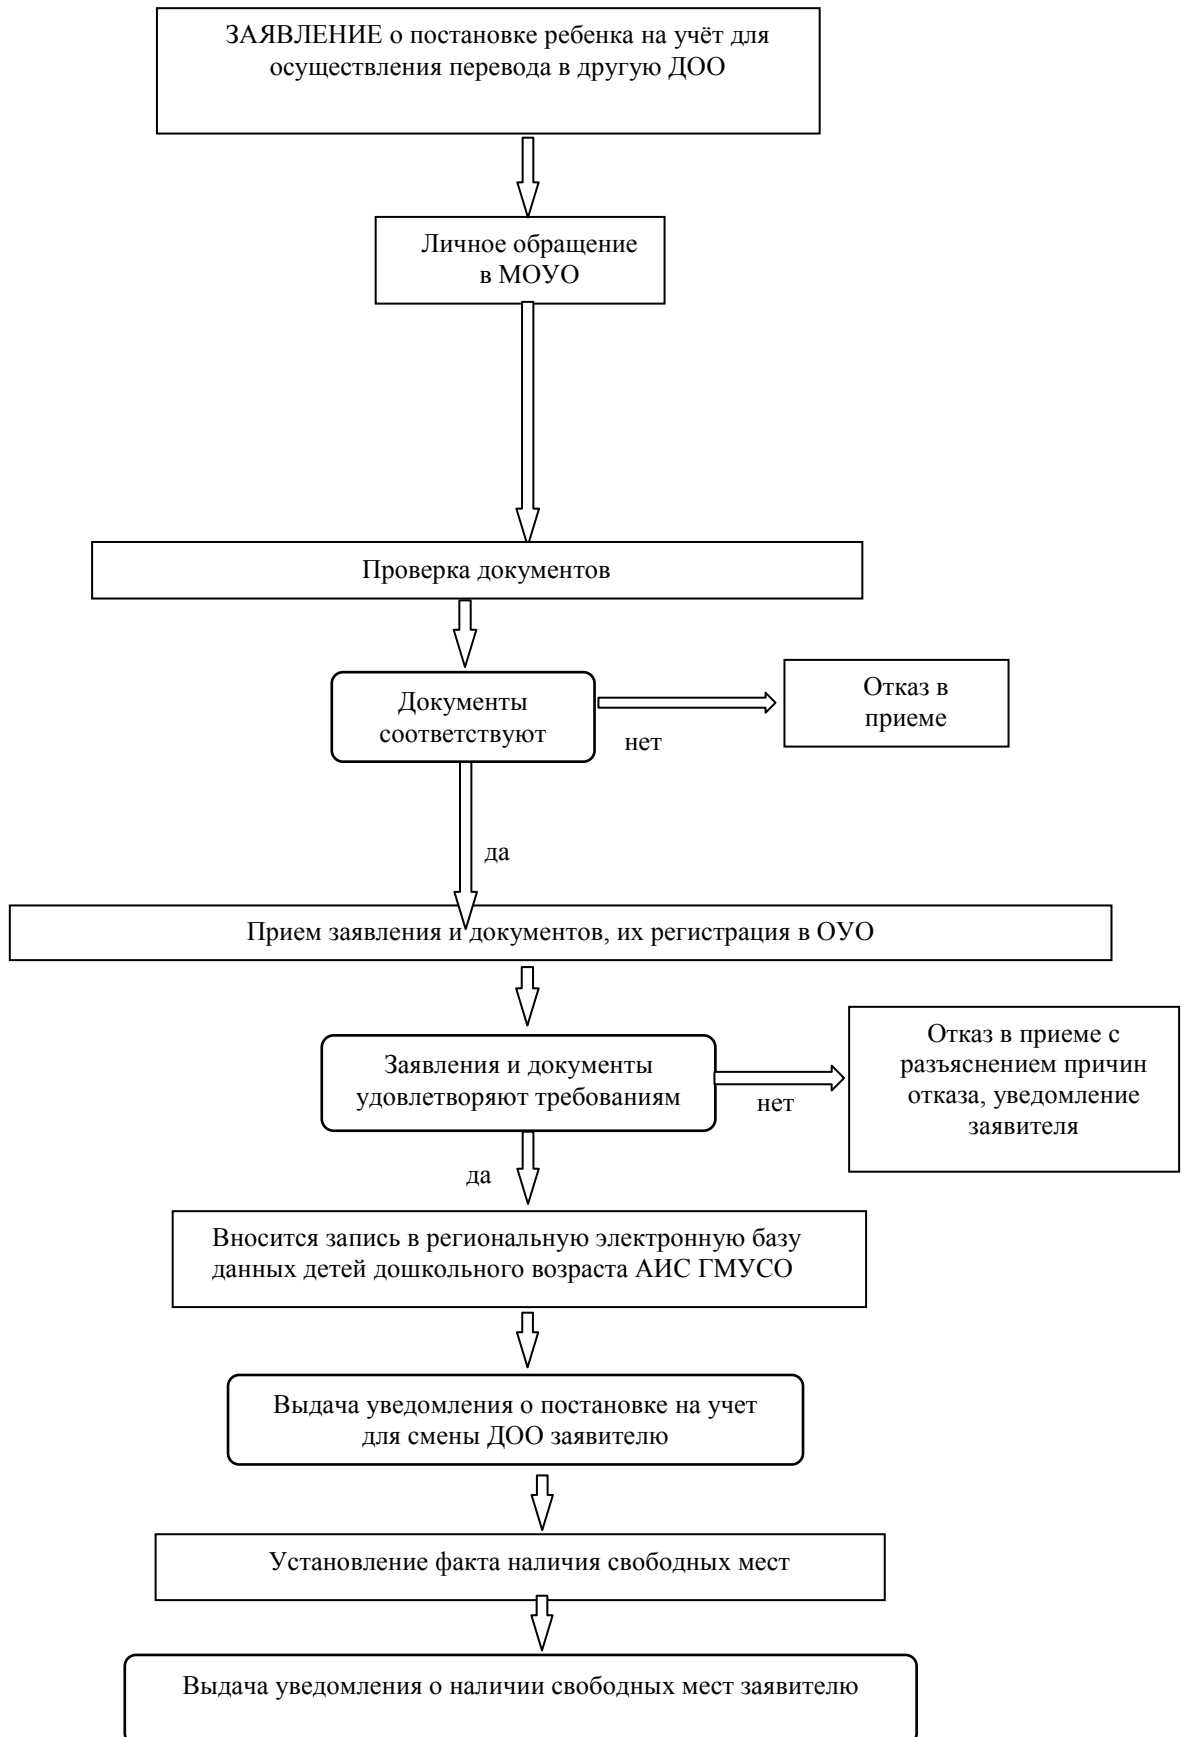 ЗАЯВЛЕНИЕ о постановке ребенка на учёт для
осуществления перевода в другую ДОО
Личное обращение
в МОУО
Проверка документов
Документы
соответствуют
нет
Отказ в
приеме
да
Прием заявления и документов, их регистрация в ОУО
Заявления и документы
удовлетворяют требованиям
нет
Отказ в приеме с
разъяснением причин
отказа, уведомление
заявителя
да
Вносится запись в региональную электронную базу
данных детей дошкольного возраста АИС ГМУСО
Выдача уведомления о постановке на учет
для смены ДОО заявителю
Установление факта наличия свободных мест
Выдача уведомления о наличии свободных мест заявителю